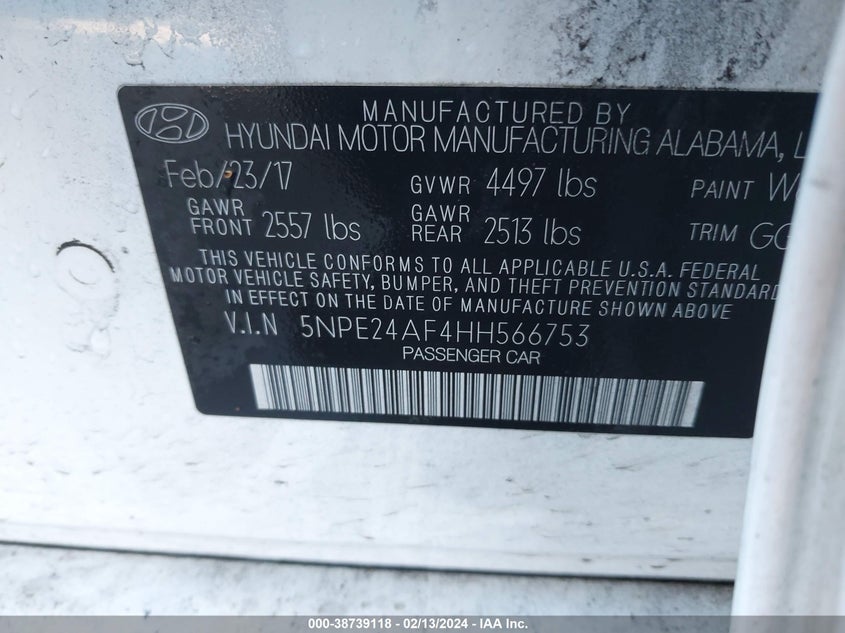 MANUFACTURED BY
HYUNDAI MOTOR MANUFACTURING ALABAMA,
Feb/23/17 GVWR 4497 lbs PAINT
GAWR FRONT 2557 lbs GAWR REAR 2513 lbs TRIM
THIS VEHICLE CONFORMS TO ALL APPLICABLE U.S.A. FEDERAL
MOTOR VEHICLE SAFETY, BUMPER, AND THEFT PREVENTION STANDARD
IN EFFECT ON THE DATE OF MANUFACTURE SHOWN ABOVE
V.I.N 5NPE24AF4HH566753
PASSENGER CAR
000-38739118 - 02/13/2024 - IAA Inc.